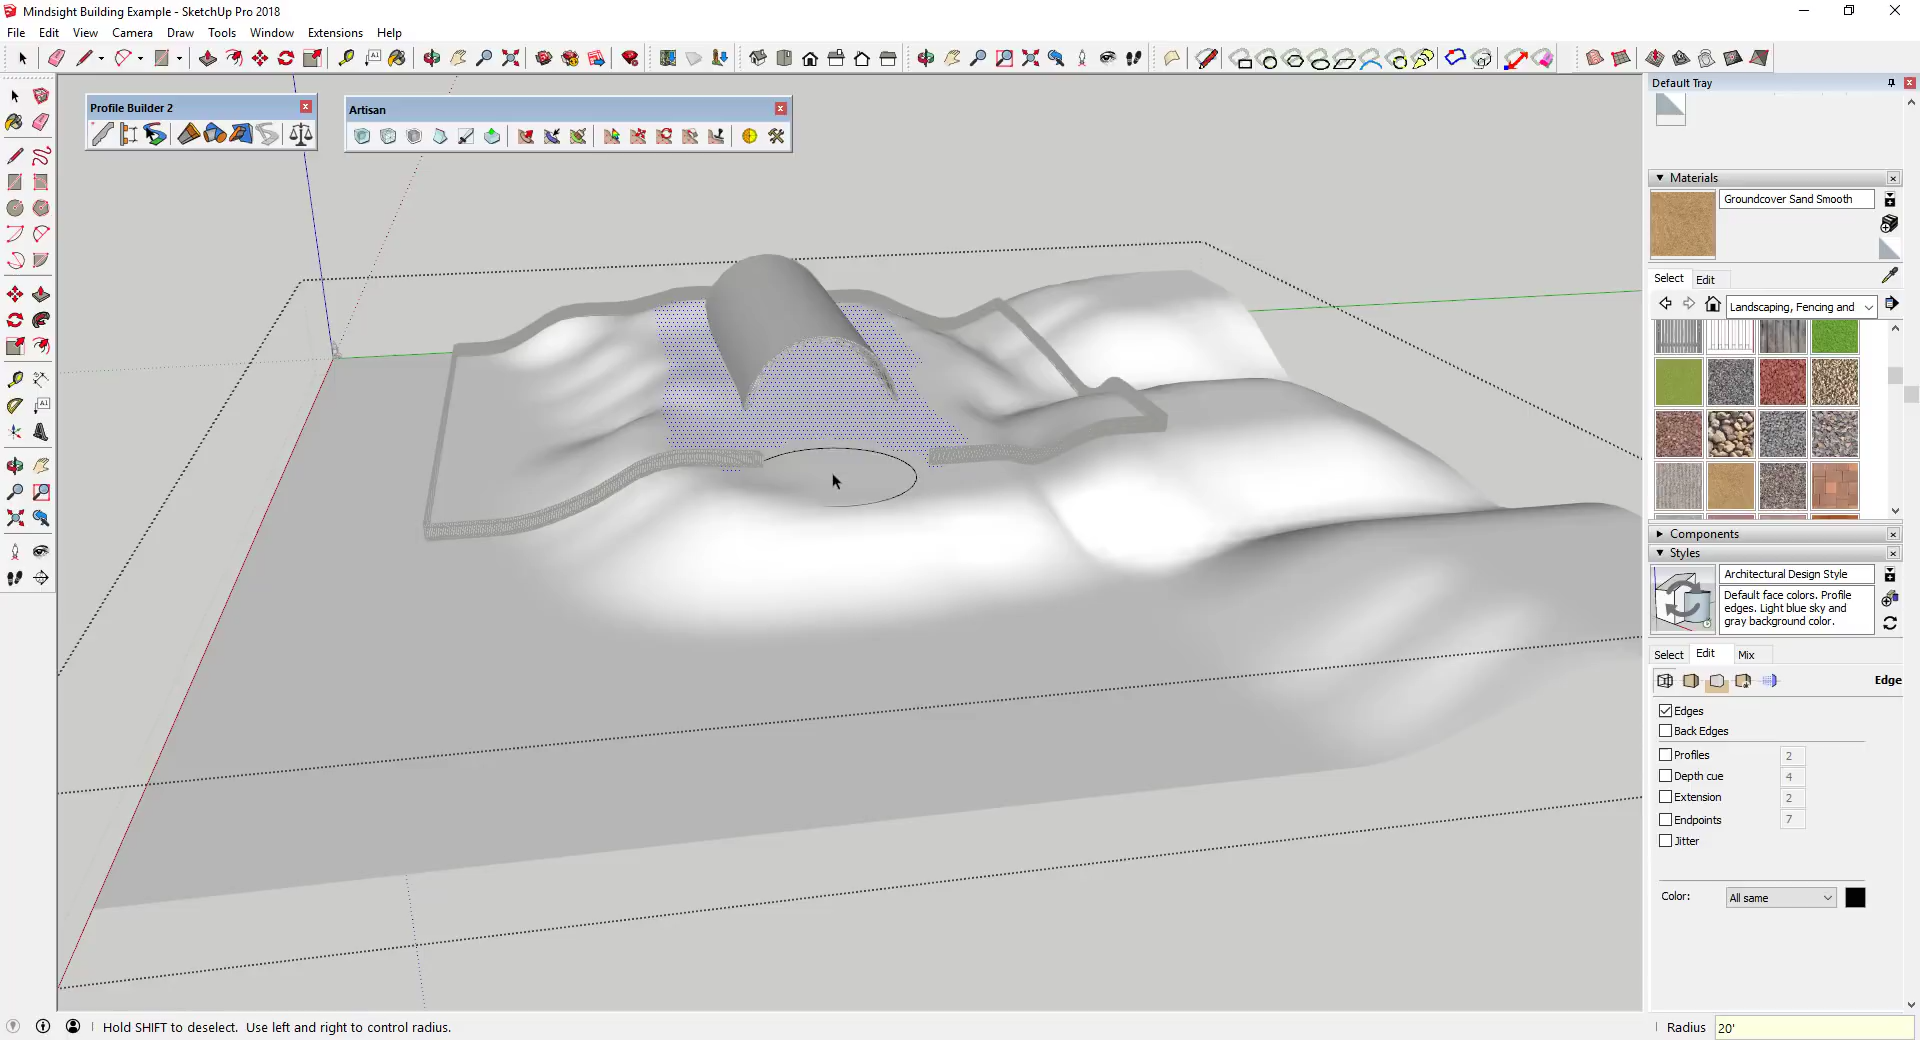 Mindsight Building Example - SketchUp Pro 2018
File Edit View Camera Draw Tools Window Extensions Help
Default Tray
Profile Builder 2
Artisan
Materials
Groundcover Sand Smooth
Select Edit
Landscaping, Fencing and
Components
Styles
Architectural Design Style
Default face colors. Profile
edges. Light blue sky and
gray background color.
Select Edit Mix
Edge
Edges
Back Edges
Profiles 2
Depth cue 4
Extension 2
Endpoints 7
Jitter
Color: All same
Hold SHIFT to deselect. Use left and right to control radius.
Radius 20'